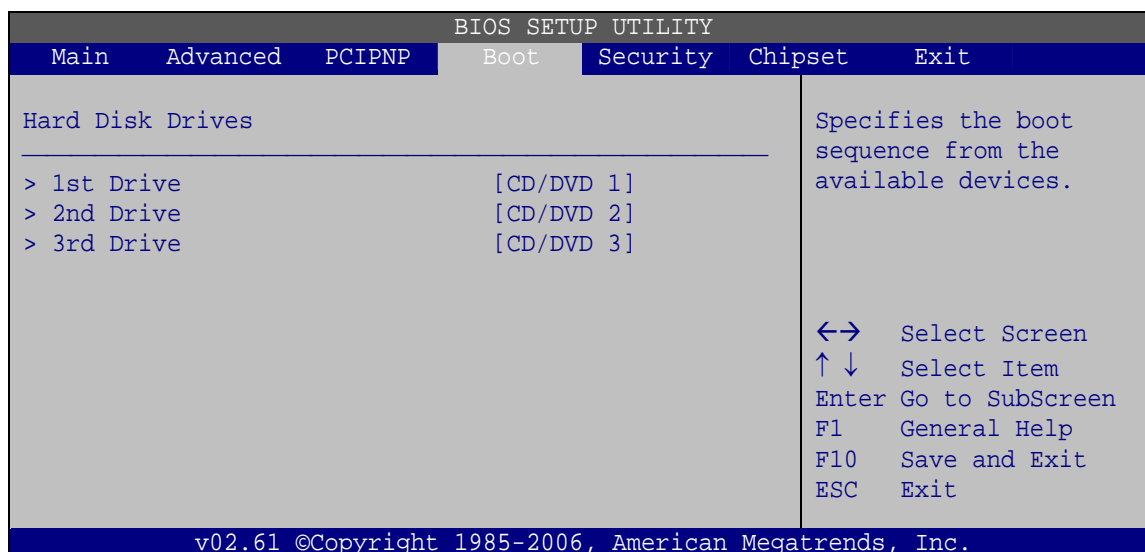 BIOS SETUP UTILITY
Main Advanced PCIPNP Boot Security Chipset Exit
Hard Disk Drives
> 1st Drive [CD/DVD 1]
> 2nd Drive [CD/DVD 2]
> 3rd Drive [CD/DVD 3]
Specifies the boot
sequence from the
available devices.
←→ Select Screen
↑ ↓ Select Item
Enter Go to SubScreen
F1 General Help
F10 Save and Exit
ESC Exit
v02.61 ©Copyright 1985-2006, American Megatrends, Inc.